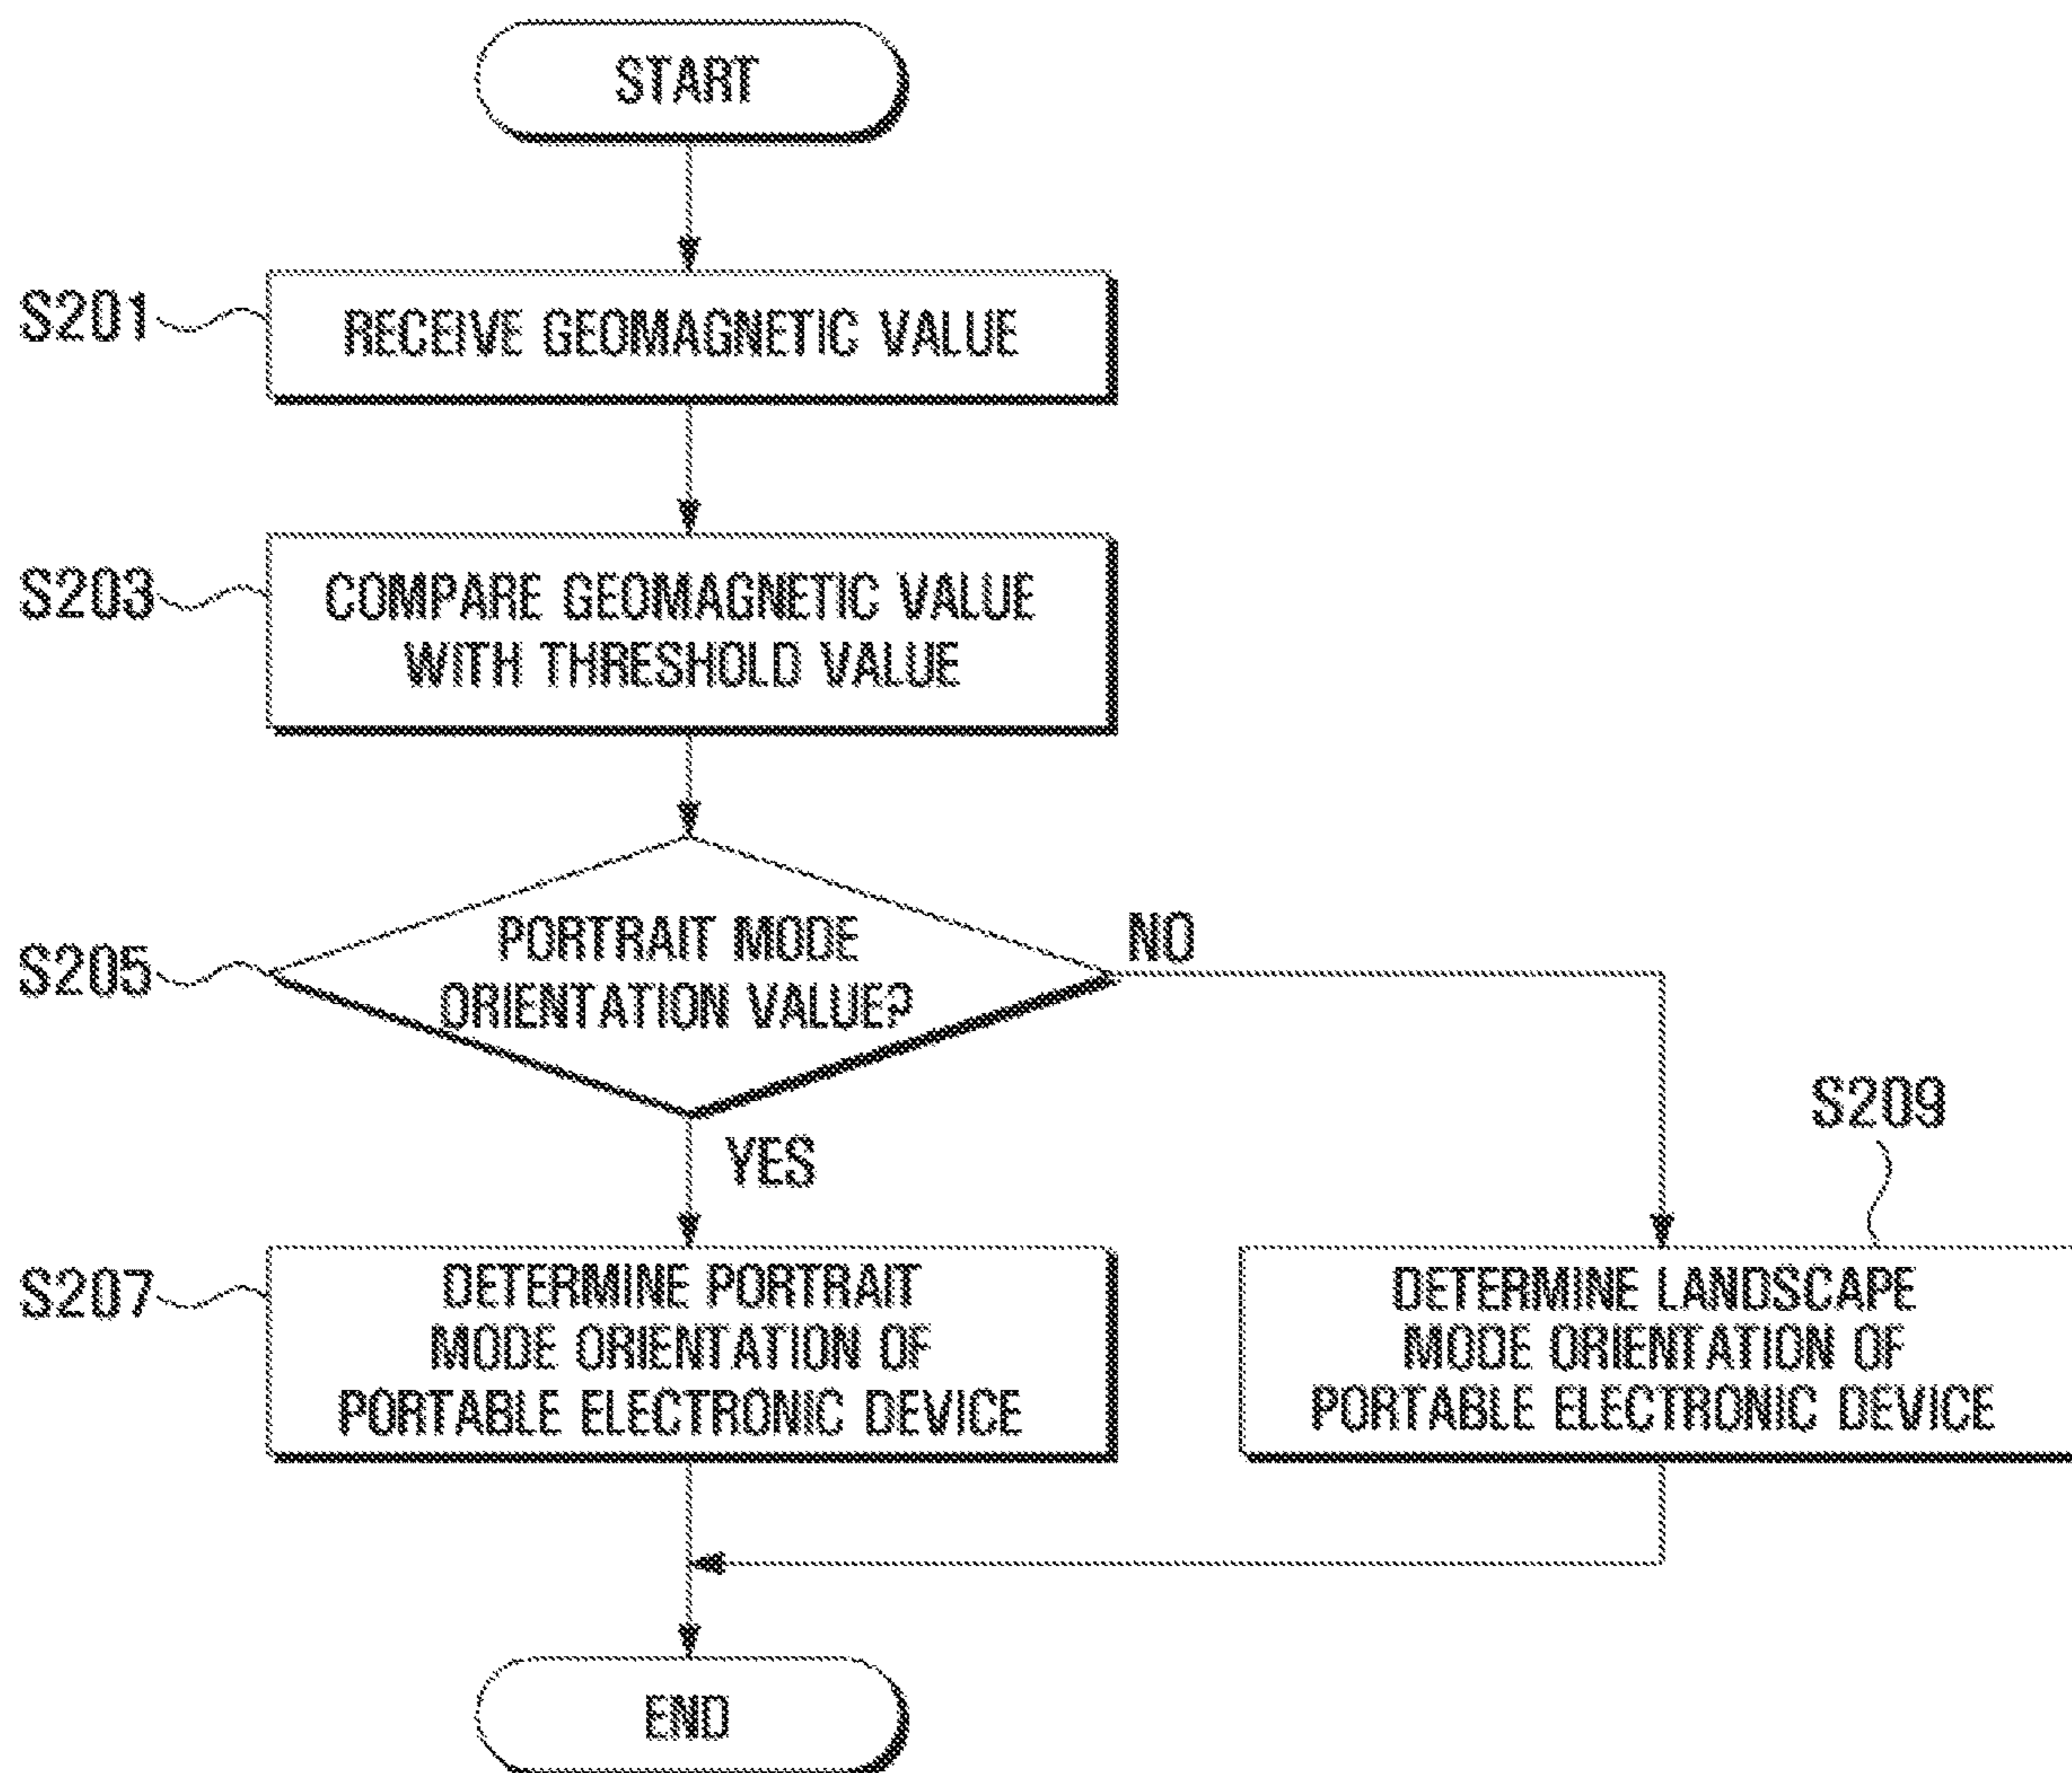 START
S201
RECEIVE GEOMAGNETIC VALUE
S203
COMPARE GEOMAGNETIC VALUE
WITH THRESHOLD VALUE
S205
PORTRAIT MODE
ORIENTATION VALUE?
NO
YES
S207
DETERMINE PORTRAIT
MODE ORIENTATION OF
PORTABLE ELECTRONIC DEVICE
S209
DETERMINE LANDSCAPE
MODE ORIENTATION OF
PORTABLE ELECTRONIC DEVICE
END